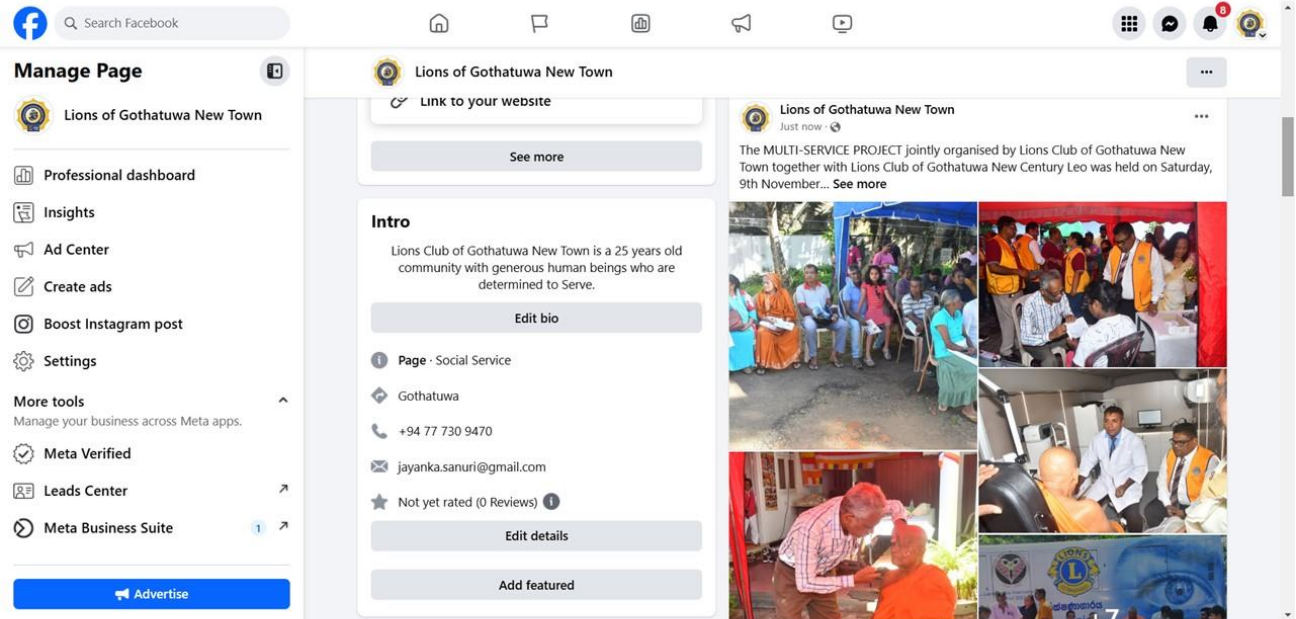 Search Facebook
8
Manage Page
Lions of Gothatuwa New Town
Professional dashboard
Insights
Ad Center
Create ads
Boost Instagram post
Settings
More tools
Manage your business across Meta apps.
Meta Verified
Leads Center
Meta Business Suite
1
Advertise
Lions of Gothatuwa New Town
Link to your website
See more
Intro
Lions Club of Gothatuwa New Town is a 25 years old
community with generous human beings who are
determined to Serve.
Edit bio
Page · Social Service
Gothatuwa
+94 77 730 9470
jayanka.sanuri@gmail.com
Not yet rated (0 Reviews)
Edit details
Add featured
Lions of Gothatuwa New Town
Just now ·
The MULTI-SERVICE PROJECT jointly organised by Lions Club of Gothatuwa New
Town together with Lions Club of Gothatuwa New Century Leo was held on Saturday,
9th November... See more
LIONS
L
+7